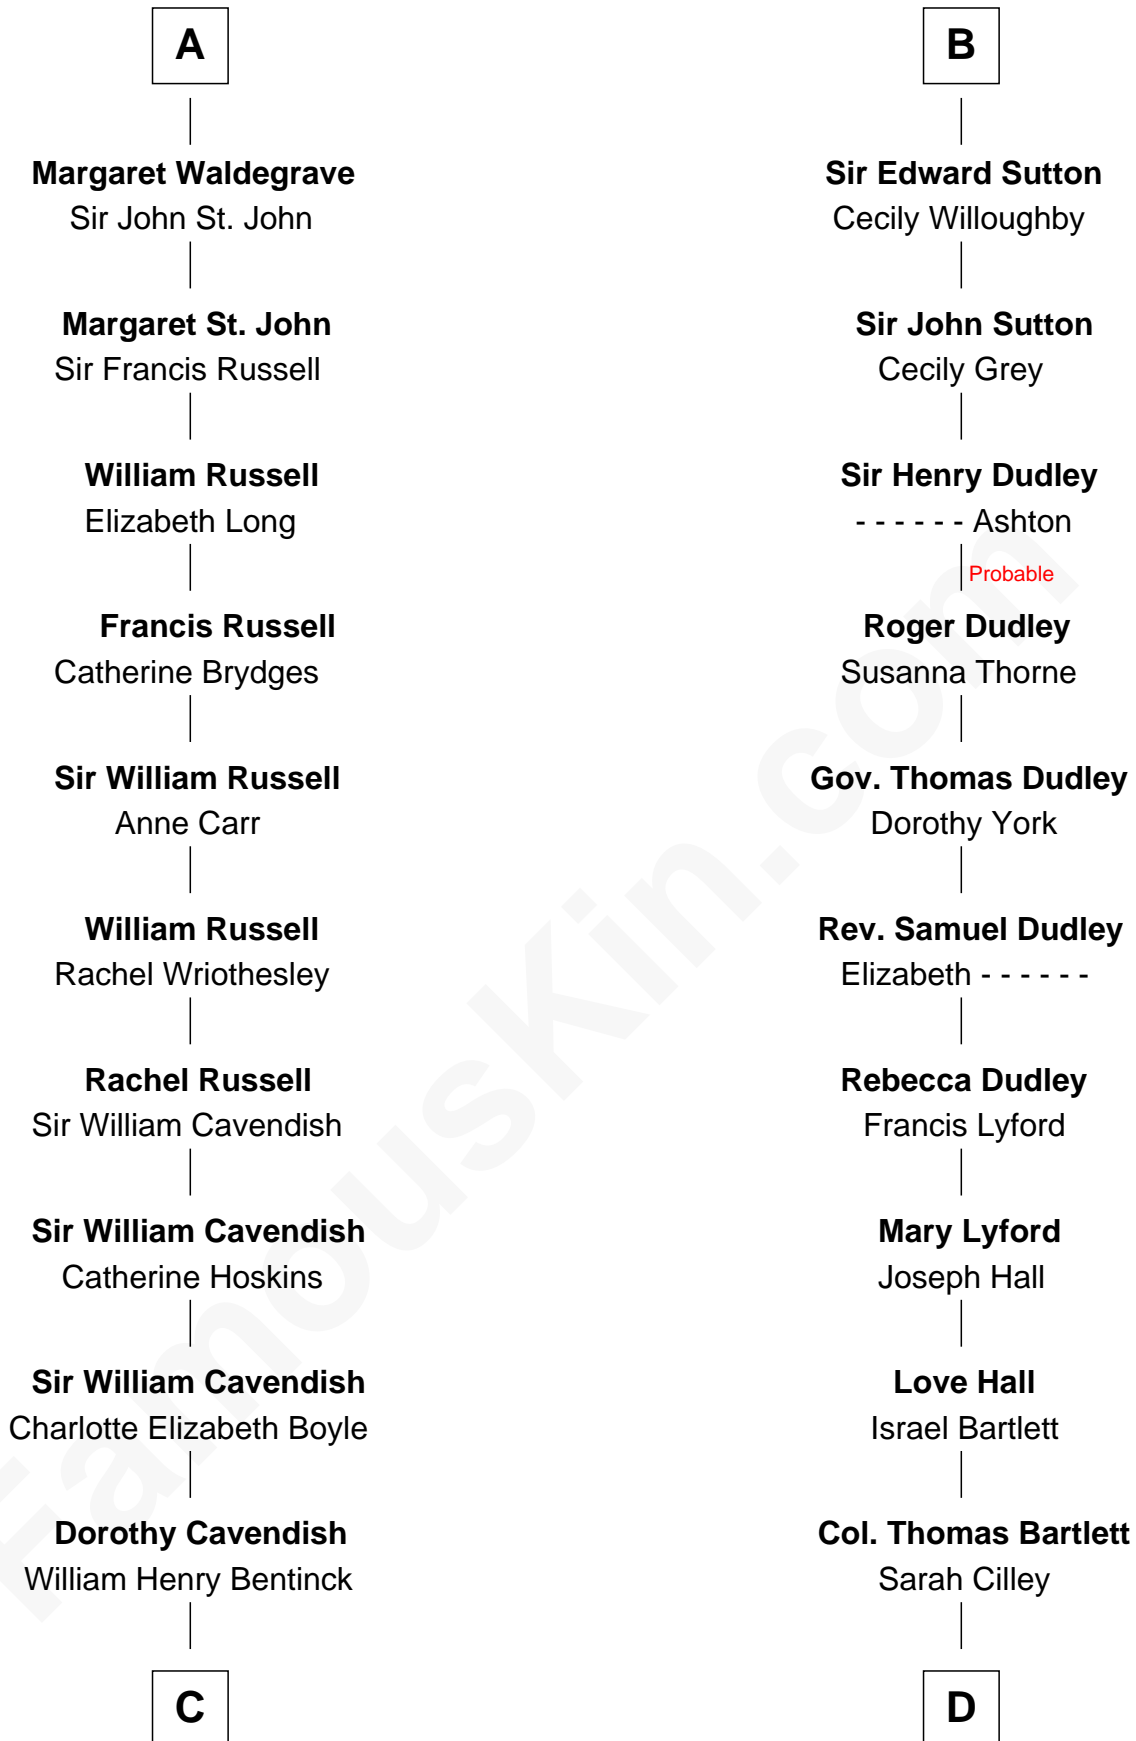 A
Margaret Waldegrave
Sir John St. John
Margaret St. John
Sir Francis Russell
William Russell
Elizabeth Long
Francis Russell
Catherine Brydges
Sir William Russell
Anne Carr
William Russell
Rachel Wriothesley
Rachel Russell
Sir William Cavendish
Sir William Cavendish
Catherine Hoskins
Sir William Cavendish
Charlotte Elizabeth Boyle
Dorothy Cavendish
William Henry Bentinck
C
B
Sir Edward Sutton
Cecily Willoughby
Sir John Sutton
Cecily Grey
Sir Henry Dudley
- - - - - - Ashton
Probable
Roger Dudley
Susanna Thorne
Gov. Thomas Dudley
Dorothy York
Rev. Samuel Dudley
Elizabeth - - - - - -
Rebecca Dudley
Francis Lyford
Mary Lyford
Joseph Hall
Love Hall
Israel Bartlett
Col. Thomas Bartlett
Sarah Cilley
D
FamousKin.com